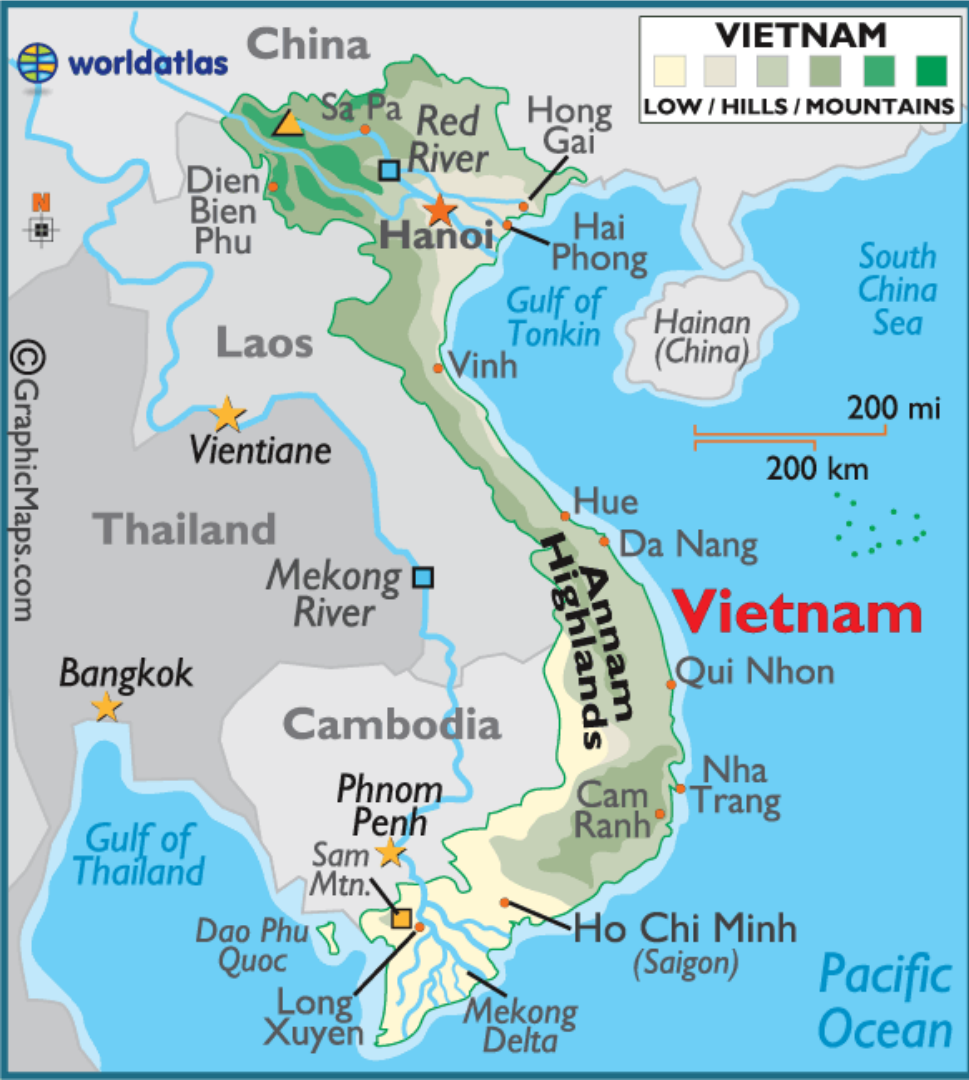 worldatlas
China
VIETNAM
LOW / HILLS / MOUNTAINS
Sa Pa
Red
River
Hong
Gai
Dien
Bien
Phu
N
Hanoi
Hai
Phong
Gulf of
Tonkin
South
China
Sea
Hainan
(China)
Laos
Vinh
©GraphicMaps.com
Vientiane
200 mi
200 km
Hue
Da Nang
Thailand
Annam
Highlands
Mekong
River
Vietnam
Bangkok
Qui Nhon
Cambodia
Nha
Trang
Cam
Ranh
Phnom
Penh
Gulf of
Thailand
Sam
Mtn.
Dao Phu
Quoc
Ho Chi Minh
(Saigon)
Long
Xuyen
Mekong
Delta
Pacific
Ocean